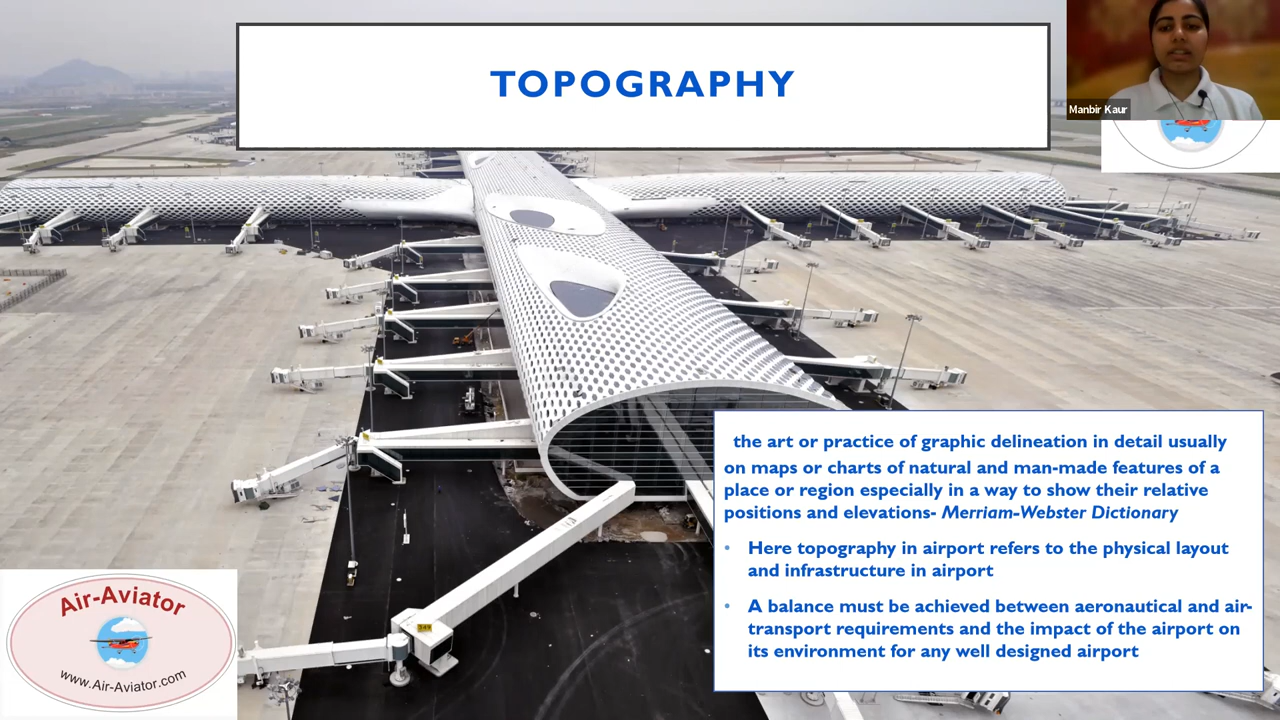 TOPOGRAPHY
Manbir Kaur
the art or practice of graphic delineation in detail usually
on maps or charts of natural and man-made features of a
place or region especially in a way to show their relative
positions and elevations- Merriam-Webster Dictionary
• Here topography in airport refers to the physical layout
and infrastructure in airport
• A balance must be achieved between aeronautical and air-
transport requirements and the impact of the airport on
its environment for any well designed airport
Air-Aviator
www.Air-Aviator.com